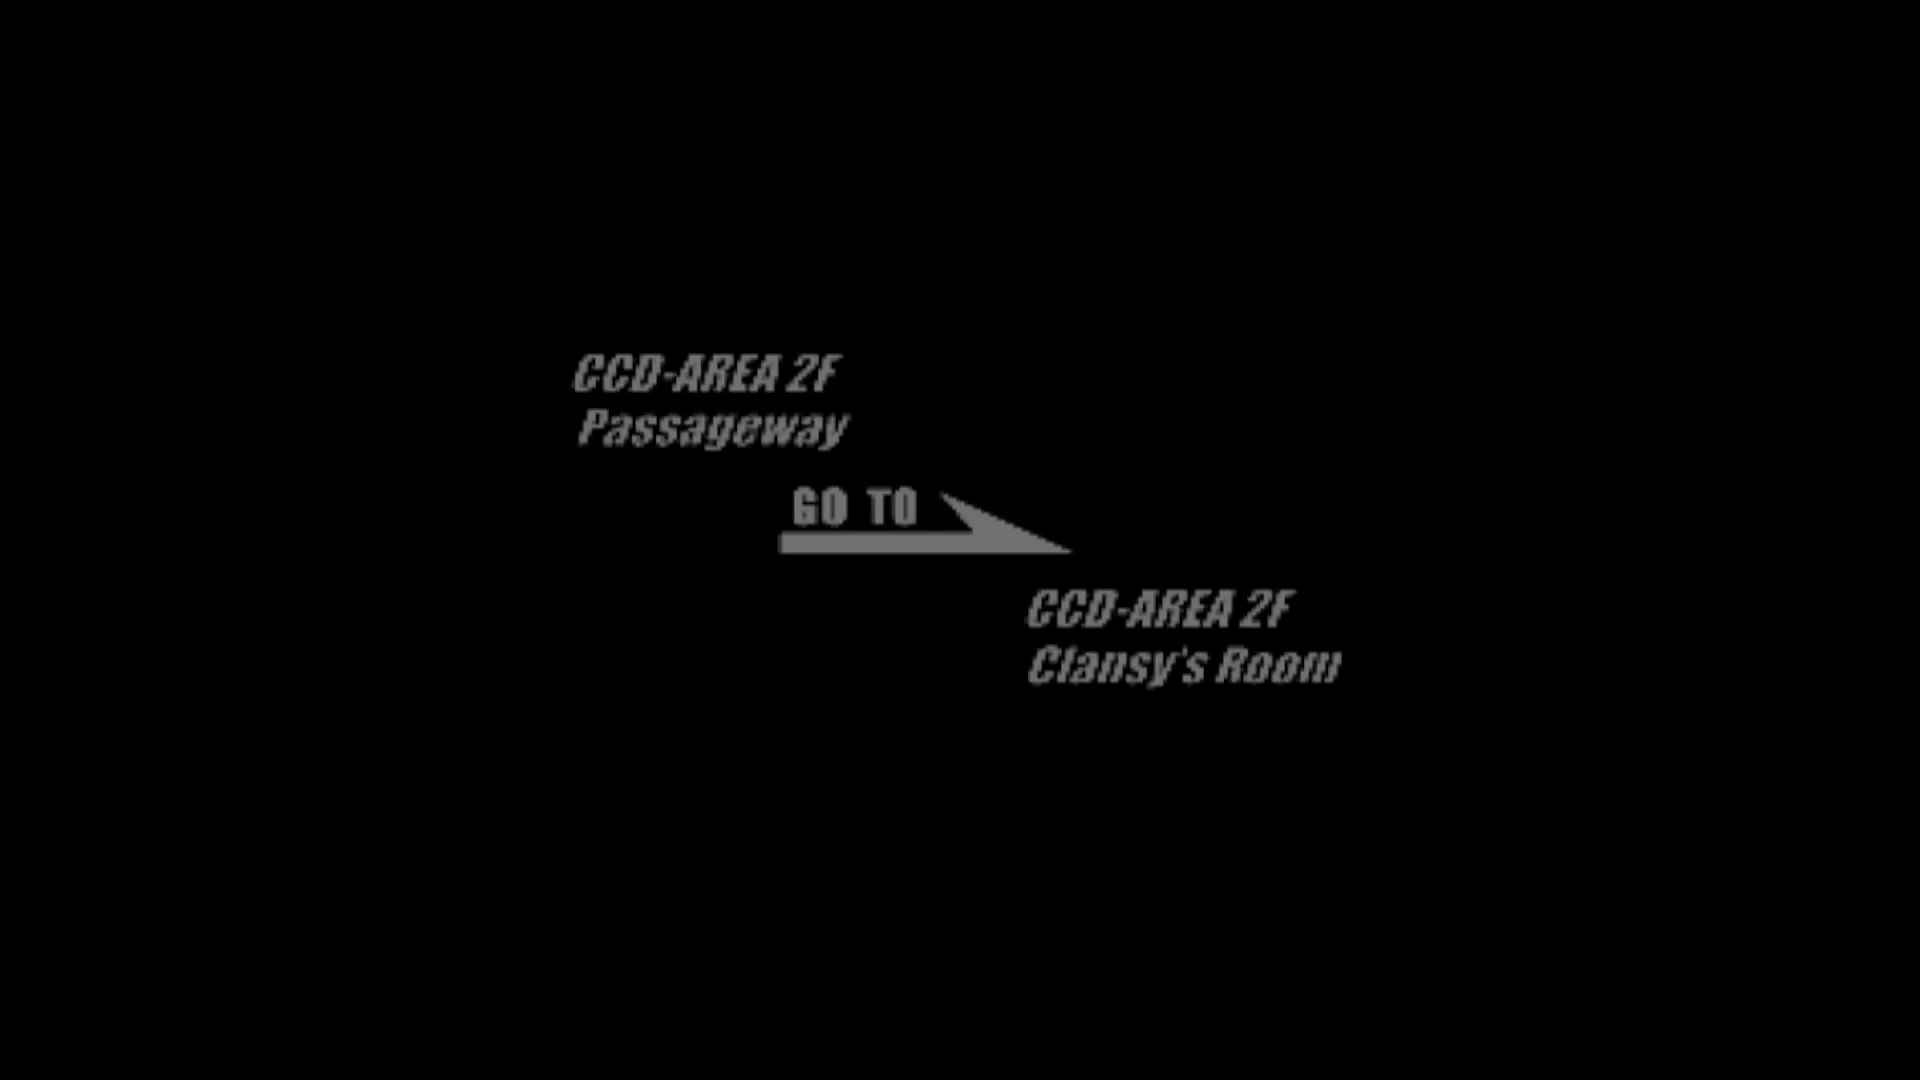 CCD-AREA 2F
Passageway
GO TO
CCD-AREA 2F
Clansy's Room